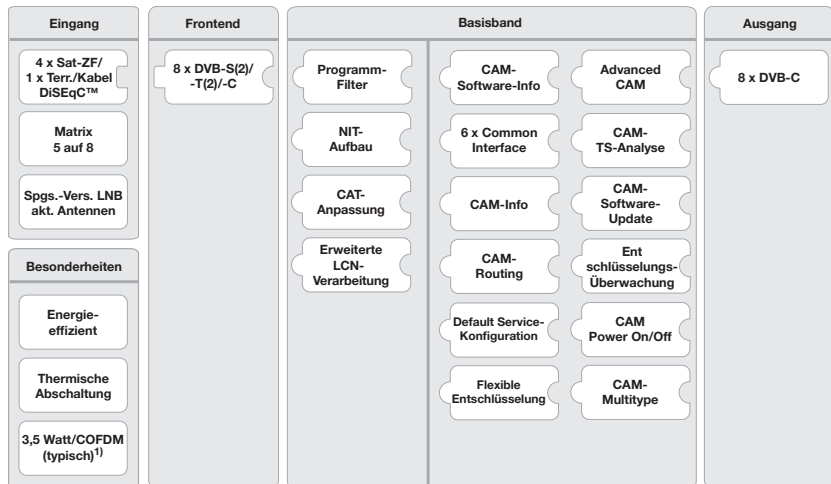 Eingang
4 x Sat-ZF/
1 x Terr./Kabel
DiSEqC™
Matrix
5 auf 8
Spgs.-Vers. LNB
akt. Antennen
Besonderheiten
Energie-
effizient
Thermische
Abschaltung
3,5 Watt/COFDM
(typisch)1)
Frontend
8 x DVB-S(2)/
-T(2)/-C
Basisband
Programm-
Filter
NIT-
Aufbau
CAT-
Anpassung
Erweiterte
LCN-
Verarbeitung
CAM-
Software-Info
6 x Common
Interface
CAM-Info
CAM-
Routing
Default Service-
Konfiguration
Flexible
Entschlüsselung
Advanced
CAM
CAM-
TS-Analyse
CAM-
Software-
Update
Ent
schlüsselungs-
Überwachung
CAM
Power On/Off
CAM-
Multitype
Ausgang
8 x DVB-C